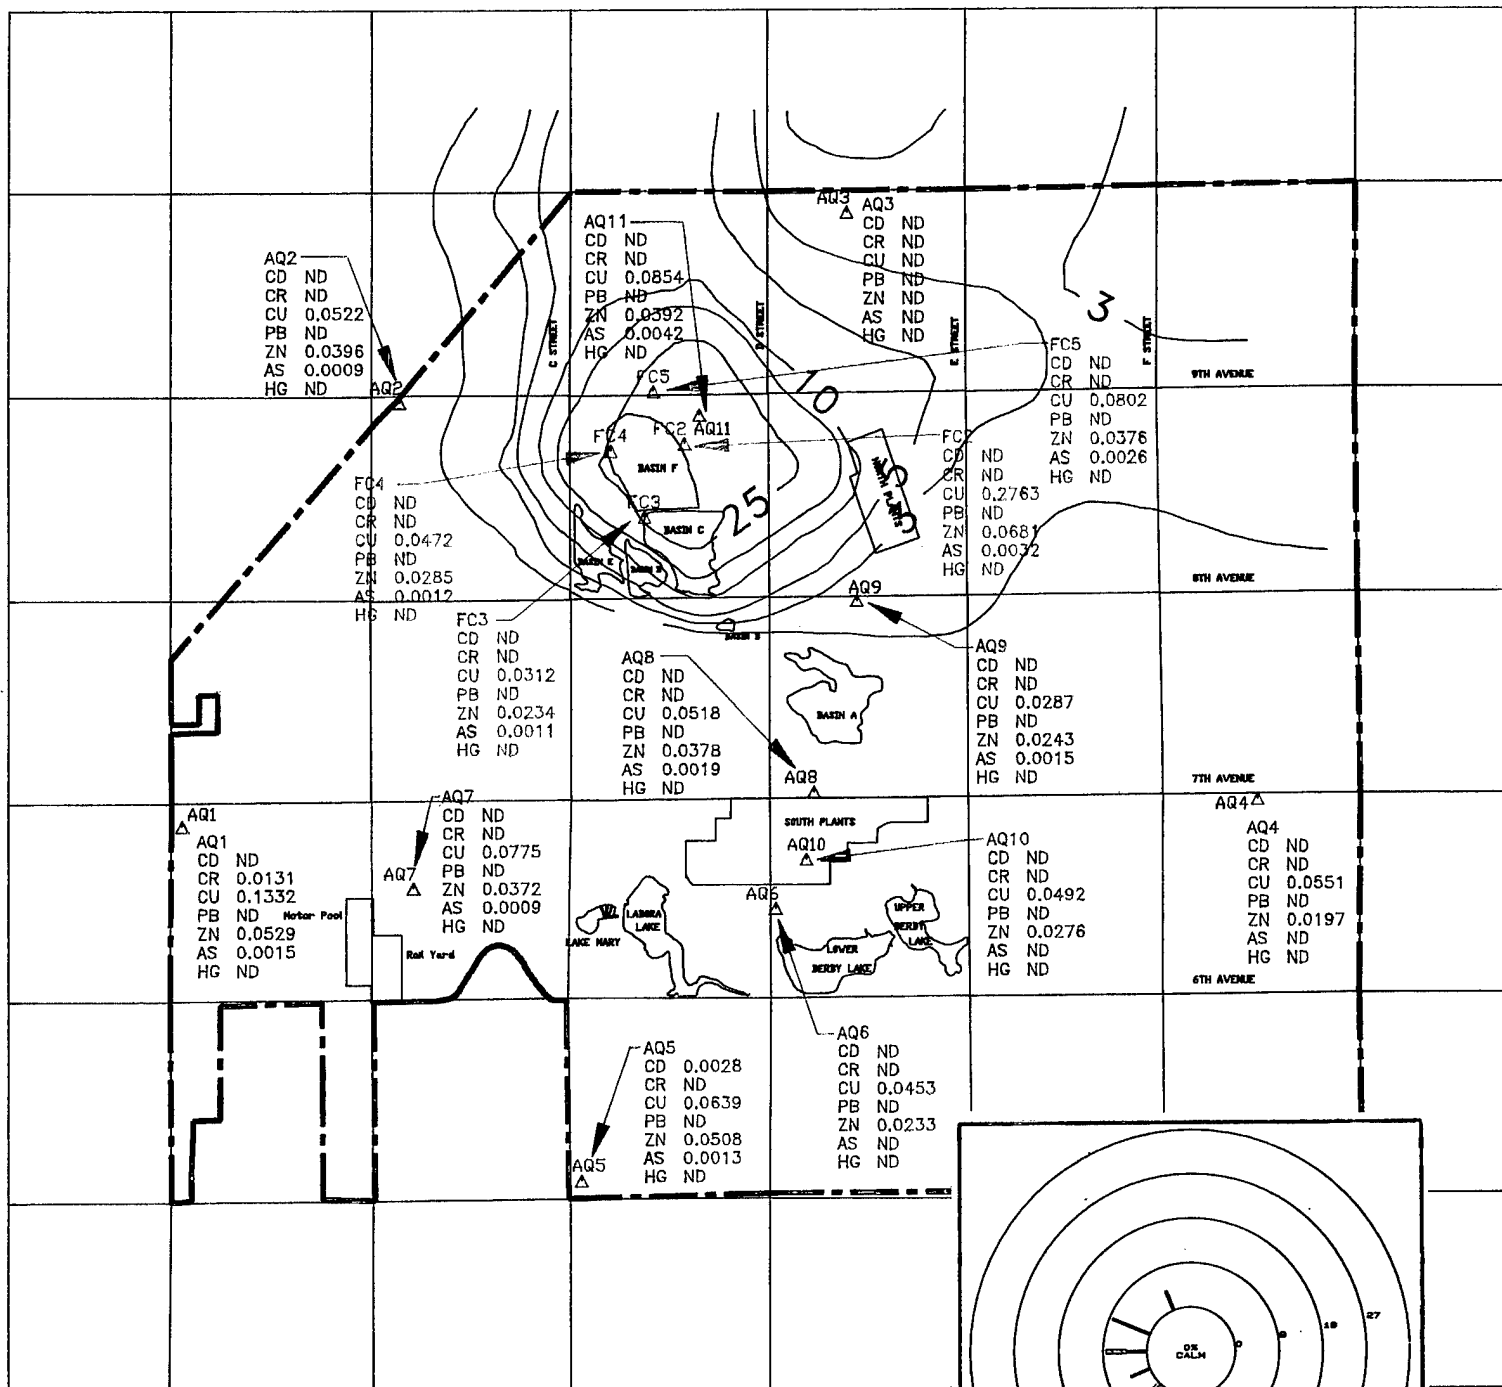 AQ3
AQ3
CD ND
CR ND
CU ND
PB ND
ZN ND
AS ND
HG ND
AQ11
CD ND
CR ND
CU 0.0854
PB ND
ZN 0.0392
AS 0.0042
HG ND
AQ2
CD ND
CR ND
CU 0.0522
PB ND
ZN 0.0396
AS 0.0009
HG ND
AQ2
C STREET
D STREET
E STREET
F STREET
3
FC5
CD ND
CR ND
CU 0.0802
PB ND
ZN 0.0376
AS 0.0026
HG ND
9TH AVENUE
FC5
10
AQ11
FC2
FC4
BASIN F
NORTH PLANTS
CD ND
CR ND
CU 0.2763
PB ND
ZN 0.0681
AS 0.0032
HG ND
FC4
CD ND
CR ND
CU 0.0472
PB ND
ZN 0.0285
AS 0.0012
HG ND
FC3
25
BASIN C
BASIN E
8TH AVENUE
AQ9
FC3
CD ND
CR ND
CU 0.0312
PB ND
ZN 0.0234
AS 0.0011
HG ND
AQ8
CD ND
CR ND
CU 0.0518
PB ND
ZN 0.0378
AS 0.0019
HG ND
BASIN A
AQ9
CD ND
CR ND
CU 0.0287
PB ND
ZN 0.0243
AS 0.0015
HG ND
AQ8
7TH AVENUE
AQ4
AQ4
CD ND
CR ND
CU 0.0551
PB ND
ZN 0.0197
AS ND
HG ND
AQ1
AQ1
CD ND
CR 0.0131
CU 0.1332
PB ND
ZN 0.0529
AS 0.0015
HG ND
Motor Pool
Rail Yard
AQ7
CD ND
CR ND
CU 0.0775
PB ND
ZN 0.0372
AS 0.0009
HG ND
AQ7
SOUTH PLANTS
AQ10
AQ10
CD ND
CR ND
CU 0.0492
PB ND
ZN 0.0276
AS ND
HG ND
AQ6
LAKE MARY
LADORA LAKE
UPPER DERBY LAKE
LOWER DERBY LAKE
6TH AVENUE
AQ5
CD 0.0028
CR ND
CU 0.0639
PB ND
ZN 0.0508
AS 0.0013
HG ND
AQ5
AQ6
CD ND
CR ND
CU 0.0453
PB ND
ZN 0.0233
AS ND
HG ND
0% CALM
0
9
18
27